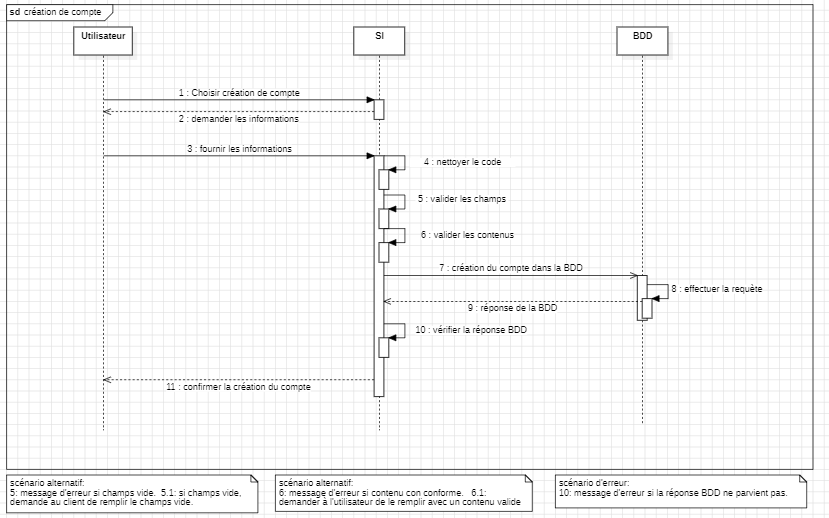 sd création de compte
Utilisateur
SI
BDD
1 : Choisir création de compte
2 : demander les informations
3 : fournir les informations
4 : nettoyer le code
5 : valider les champs
6 : valider les contenus
7 : création du compte dans la BDD
8 : effectuer la requète
9 : réponse de la BDD
10 : vérifier la réponse BDD
11 : confirmer la création du compte
scénario alternatif:
5: message d'erreur si champs vide.  5.1: si champs vide,
demande au client de remplir le champs vide.
scénario alternatif:
6: message d'erreur si contenu con conforme.   6.1:
demander à l'utilisateur de le remplir avec un contenu valide
scénario d'erreur:
10: message d'erreur si la réponse BDD ne parvient pas.